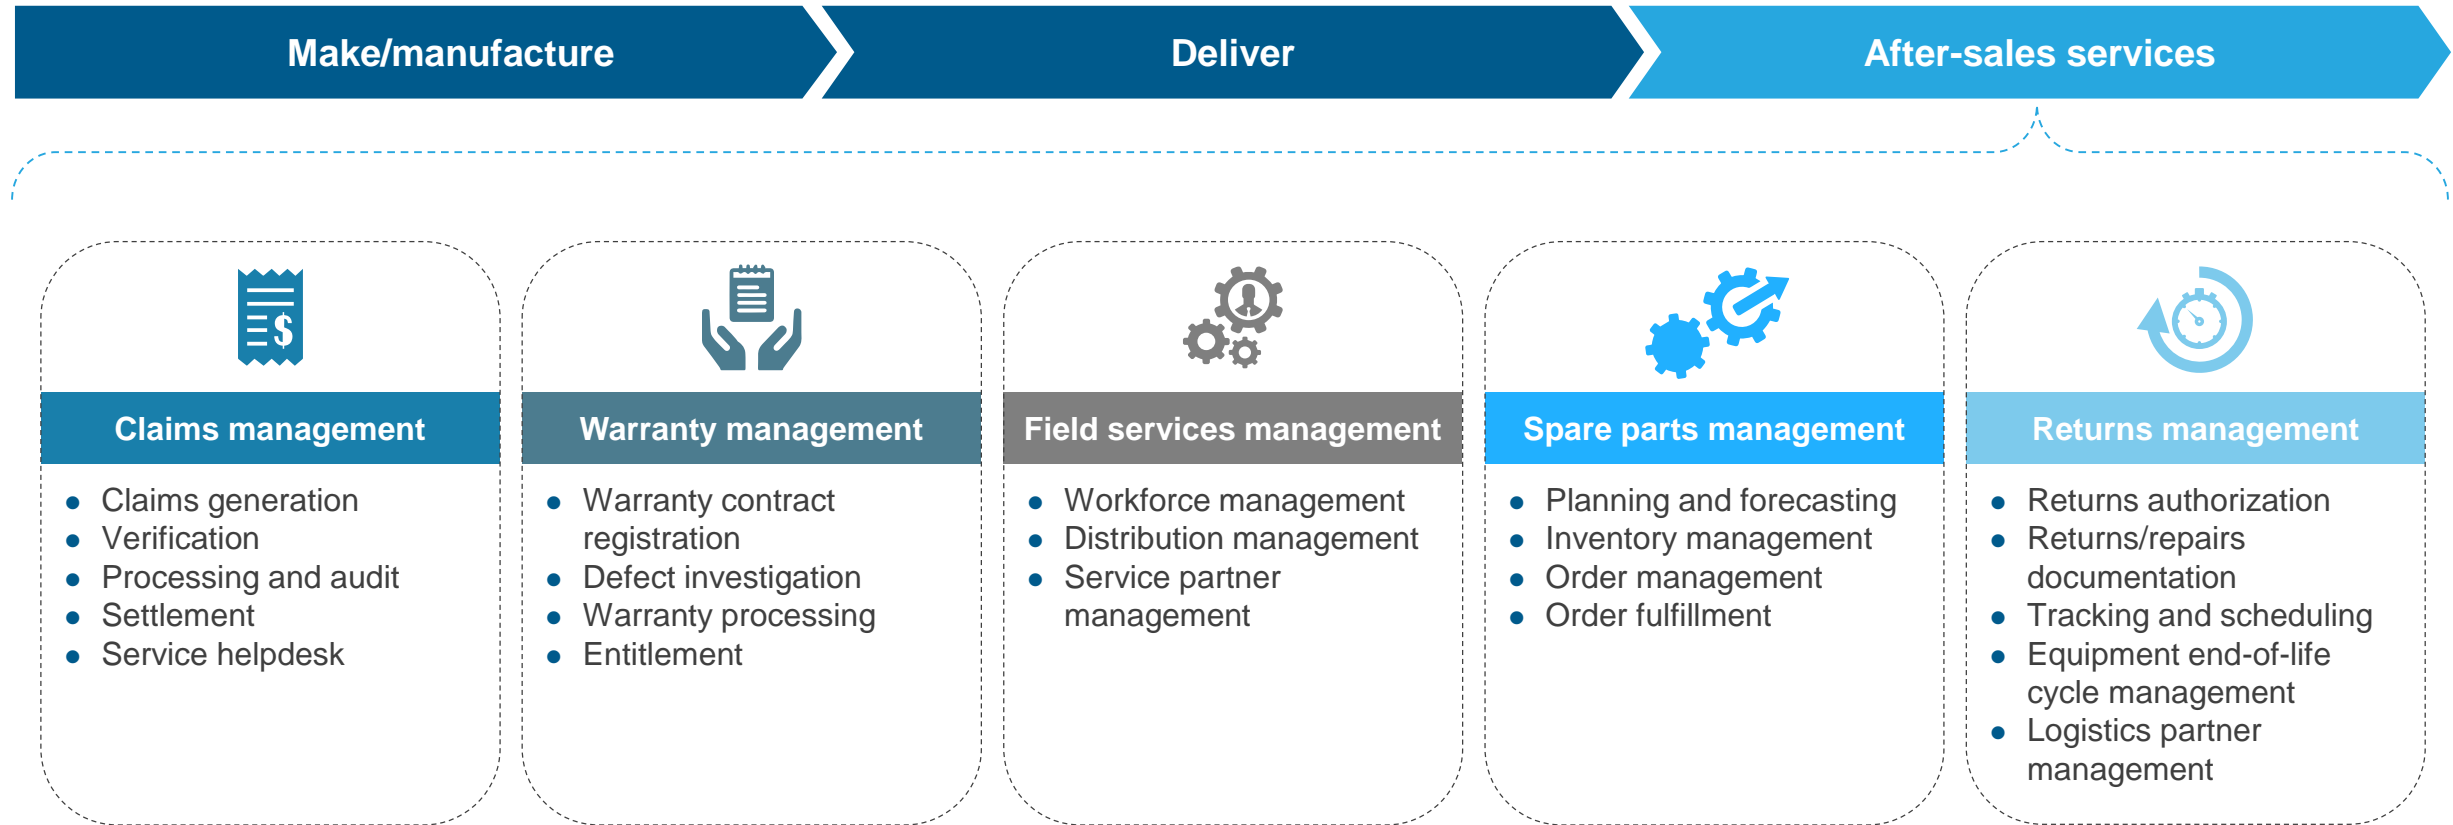 Make/manufacture
Deliver
After-sales services
$
Claims management
● Claims generation
● Verification
● Processing and audit
● Settlement
● Service helpdesk
Warranty management
● Warranty contract
registration
● Defect investigation
● Warranty processing
● Entitlement
Field services management
● Workforce management
● Distribution management
● Service partner
management
Spare parts management
● Planning and forecasting
● Inventory management
● Order management
● Order fulfillment
Returns management
● Returns authorization
● Returns/repairs
documentation
● Tracking and scheduling
● Equipment end-of-life
cycle management
● Logistics partner
management